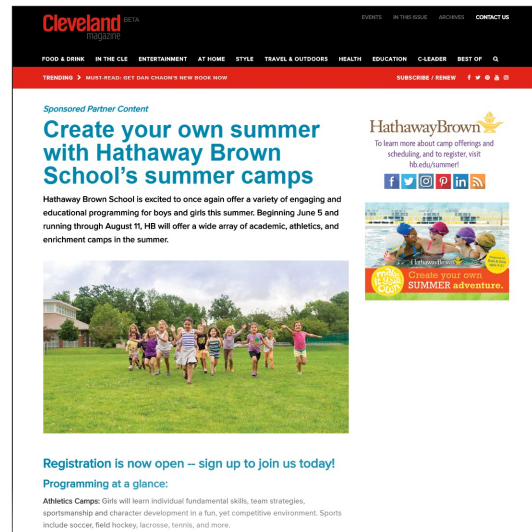 Cleveland BETA
magazine
EVENTS IN THIS ISSUE ARCHIVES CONTACT US
FOOD & DRINK IN THE CLE ENTERTAINMENT AT HOME STYLE TRAVEL & OUTDOORS HEALTH EDUCATION C-LEADER BEST OF
TRENDING > MUST-READ: GET DAN CHAON'S NEW BOOK NOW
SUBSCRIBE / RENEW
Sponsored Partner Content
Create your own summer
with Hathaway Brown
School's summer camps
Hathaway Brown School is excited to once again offer a variety of engaging and
educational programming for boys and girls this summer. Beginning June 5 and
running through August 11, HB will offer a wide array of academic, athletics, and
enrichment camps in the summer.
HathawayBrown
To learn more about camp offerings and
scheduling, and to register, visit
hb.edu/summer!
HathawayBrown
make
it your
own
Create your own
SUMMER adventure.
Registration is now open -- sign up to join us today!
Programming at a glance:
Athletics Camps: Girls will learn individual fundamental skills, team strategies,
sportsmanship and character development in a fun, yet competitive environment. Sports
include soccer, field hockey, lacrosse, tennis, and more.